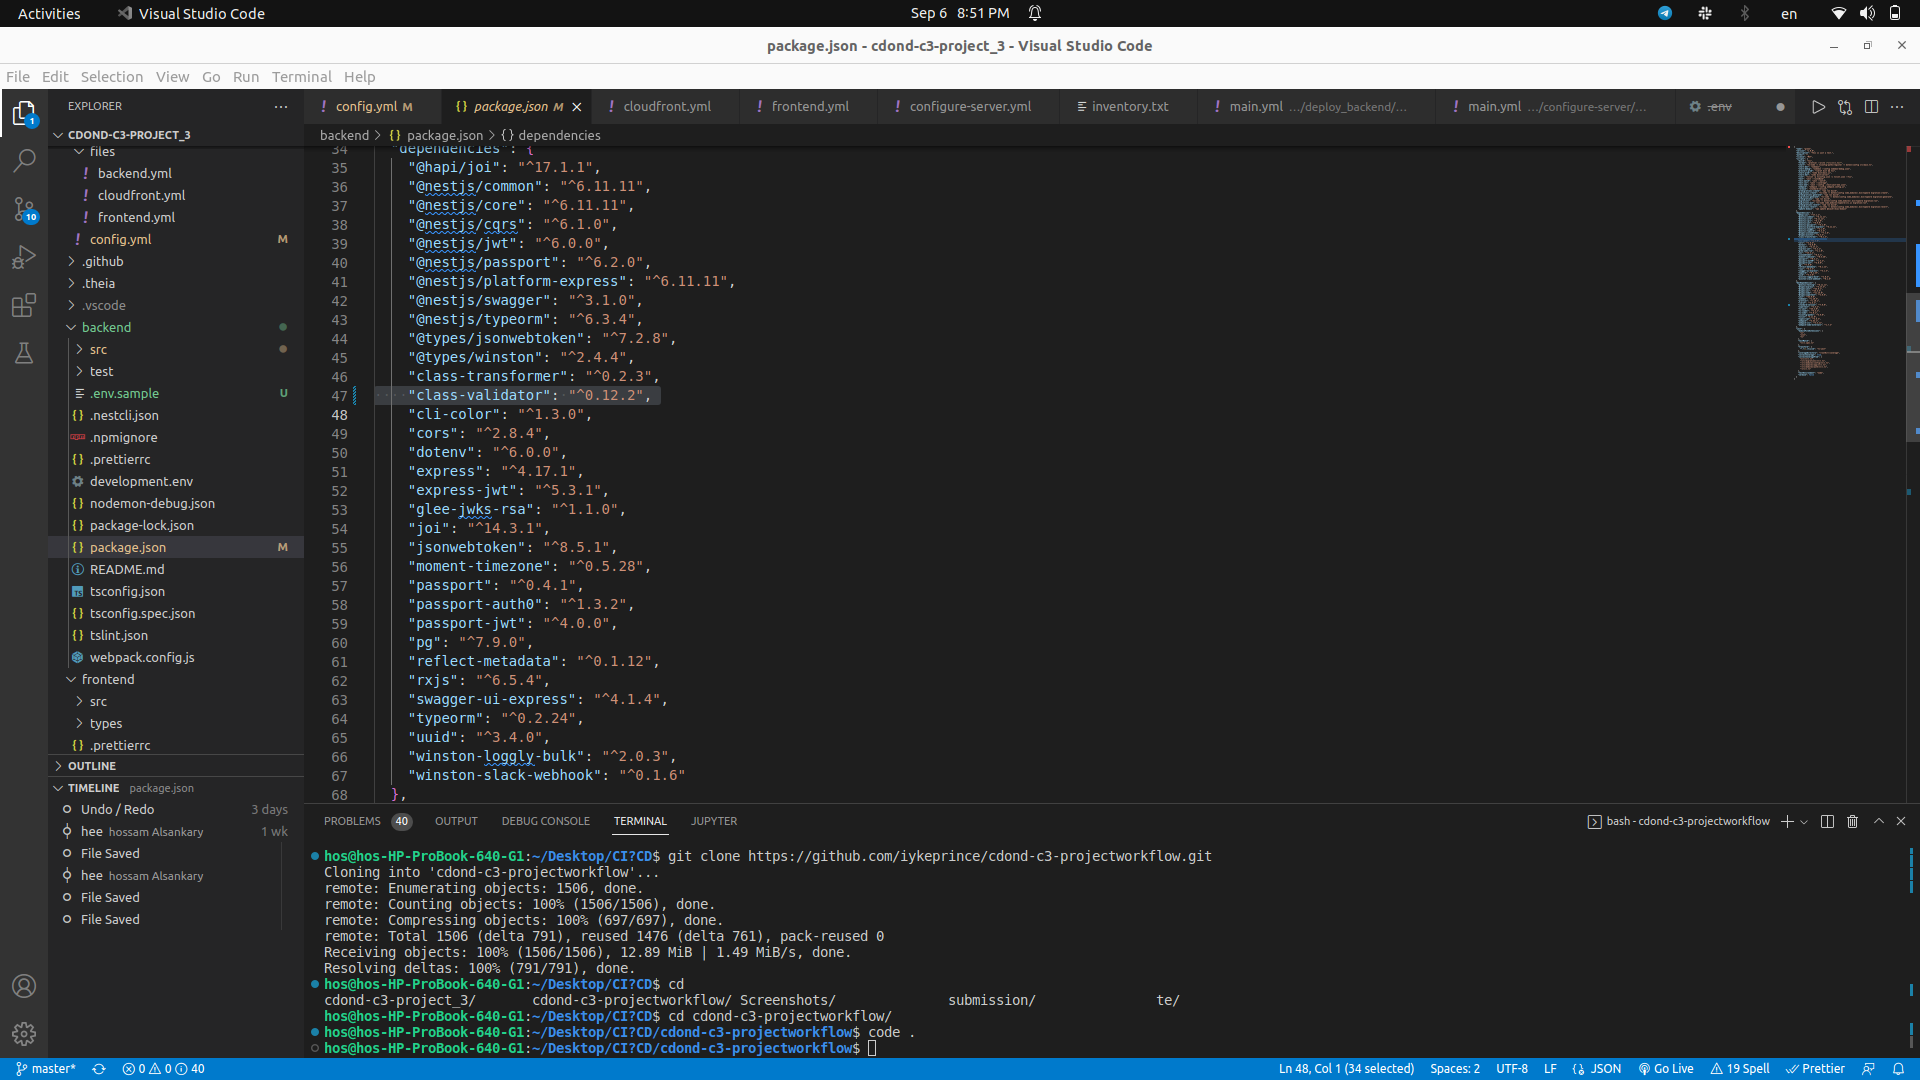 Activities
Visual Studio Code
Sep 6 8:51 PM
en
package.json - cdond-c3-project_3 - Visual Studio Code
File Edit Selection View Go Run Terminal Help
EXPLORER
config.yml M
package.json M
cloudfront.yml
frontend.yml
configure-server.yml
inventory.txt
main.yml .../deploy_backend/...
main.yml .../configure-server/...
.env
CDOND-C3-PROJECT_3
files
backend.yml
cloudfront.yml
frontend.yml
config.yml M
.github
.theia
.vscode
backend
src
test
.env.sample U
.nestcli.json
.npmignore
.prettierrc
development.env
nodemon-debug.json
package-lock.json
package.json M
README.md
tsconfig.json
tsconfig.spec.json
tslint.json
webpack.config.js
frontend
src
types
.prettierrc
OUTLINE
TIMELINE package.json
Undo / Redo 3 days
hee hossam Alsankary 1 wk
File Saved
hee hossam Alsankary
File Saved
File Saved
1
10
backend > {} package.json > {} dependencies
34 "dependencies": {
35 "@hapi/joi": "^17.1.1",
36 "@nestjs/common": "^6.11.11",
37 "@nestjs/core": "^6.11.11",
38 "@nestjs/cqrs": "^6.1.0",
39 "@nestjs/jwt": "^6.0.0",
40 "@nestjs/passport": "^6.2.0",
41 "@nestjs/platform-express": "^6.11.11",
42 "@nestjs/swagger": "^3.1.0",
43 "@nestjs/typeorm": "^6.3.4",
44 "@types/jsonwebtoken": "^7.2.8",
45 "@types/winston": "^2.4.4",
46 "class-transformer": "^0.2.3",
47 "class-validator": "^0.12.2",
48 "cli-color": "^1.3.0",
49 "cors": "^2.8.4",
50 "dotenv": "^6.0.0",
51 "express": "^4.17.1",
52 "express-jwt": "^5.3.1",
53 "glee-jwks-rsa": "^1.1.0",
54 "joi": "^14.3.1",
55 "jsonwebtoken": "^8.5.1",
56 "moment-timezone": "^0.5.28",
57 "passport": "^0.4.1",
58 "passport-auth0": "^1.3.2",
59 "passport-jwt": "^4.0.0",
60 "pg": "^7.9.0",
61 "reflect-metadata": "^0.1.12",
62 "rxjs": "^6.5.4",
63 "swagger-ui-express": "^4.1.4",
64 "typeorm": "^0.2.24",
65 "uuid": "^3.4.0",
66 "winston-loggly-bulk": "^2.0.3",
67 "winston-slack-webhook": "^0.1.6"
68 },
PROBLEMS 40 OUTPUT DEBUG CONSOLE TERMINAL JUPYTER
bash - cdond-c3-projectworkflow
hos@hos-HP-ProBook-640-G1:~/Desktop/CI?CD$ git clone https://github.com/iykeprince/cdond-c3-projectworkflow.git
Cloning into 'cdond-c3-projectworkflow'...
remote: Enumerating objects: 1506, done.
remote: Counting objects: 100% (1506/1506), done.
remote: Compressing objects: 100% (697/697), done.
remote: Total 1506 (delta 791), reused 1476 (delta 761), pack-reused 0
Receiving objects: 100% (1506/1506), 12.89 MiB | 1.49 MiB/s, done.
Resolving deltas: 100% (791/791), done.
hos@hos-HP-ProBook-640-G1:~/Desktop/CI?CD$ cd
cdond-c3-project_3/ cdond-c3-projectworkflow/ Screenshots/ submission/ te/
hos@hos-HP-ProBook-640-G1:~/Desktop/CI?CD$ cd cdond-c3-projectworkflow/
hos@hos-HP-ProBook-640-G1:~/Desktop/CI?CD/cdond-c3-projectworkflow$ code .
hos@hos-HP-ProBook-640-G1:~/Desktop/CI?CD/cdond-c3-projectworkflow$
master* 0 0 40
Ln 48, Col 1 (34 selected) Spaces: 2 UTF-8 LF {} JSON Go Live 19 Spell Prettier